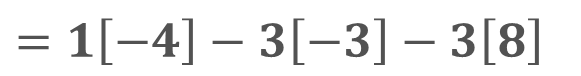 = 1[−4] − 3[−3] − 3[8]